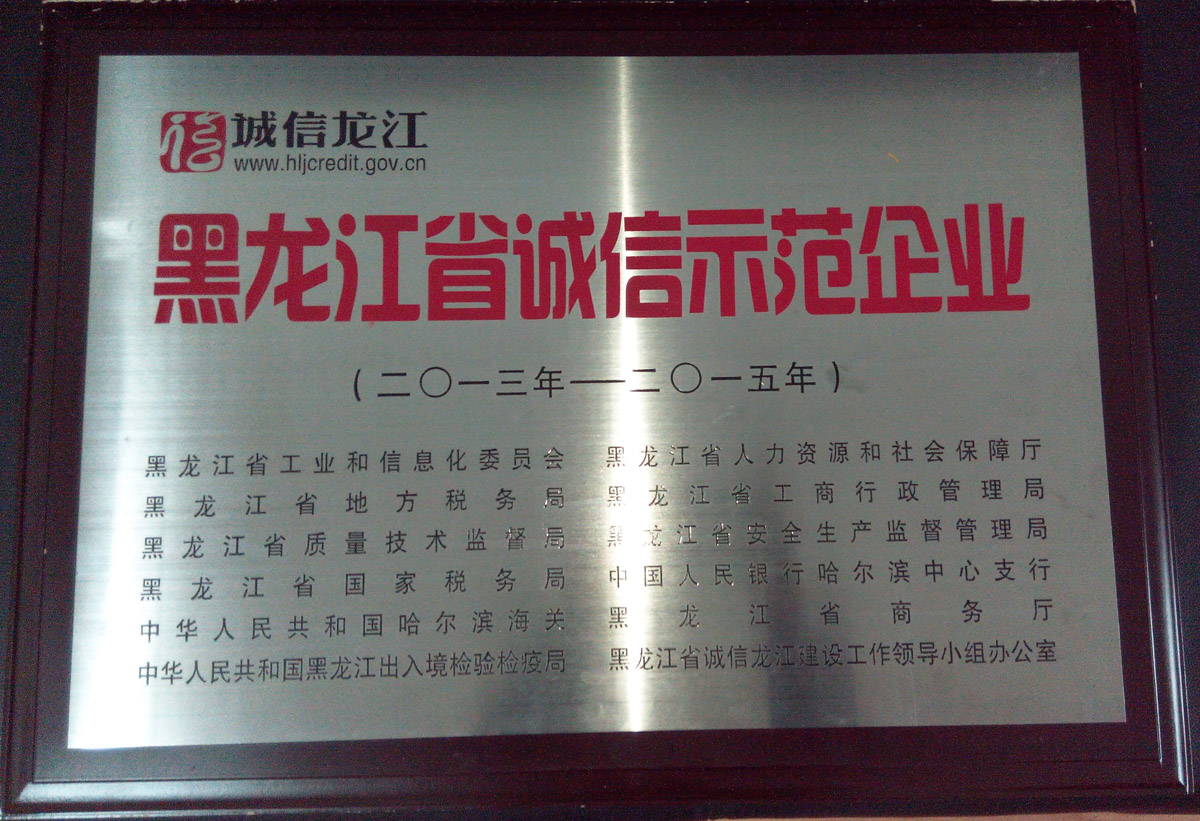 诚信龙江
www.hljcredit.gov.cn
黑龙江省诚信示范企业
（二〇一三年——二〇一五年）
黑龙江省工业和信息化委员会 黑龙江省人力资源和社会保障厅
黑龙江省地方税务局 黑龙江省工商行政管理局
黑龙江省质量技术监督局 黑龙江省安全生产监督管理局
黑龙江省国家税务局 中国人民银行哈尔滨中心支行
中华人民共和国哈尔滨海关 黑龙江省商务厅
中华人民共和国黑龙江出入境检验检疫局 黑龙江省诚信龙江建设工作领导小组办公室